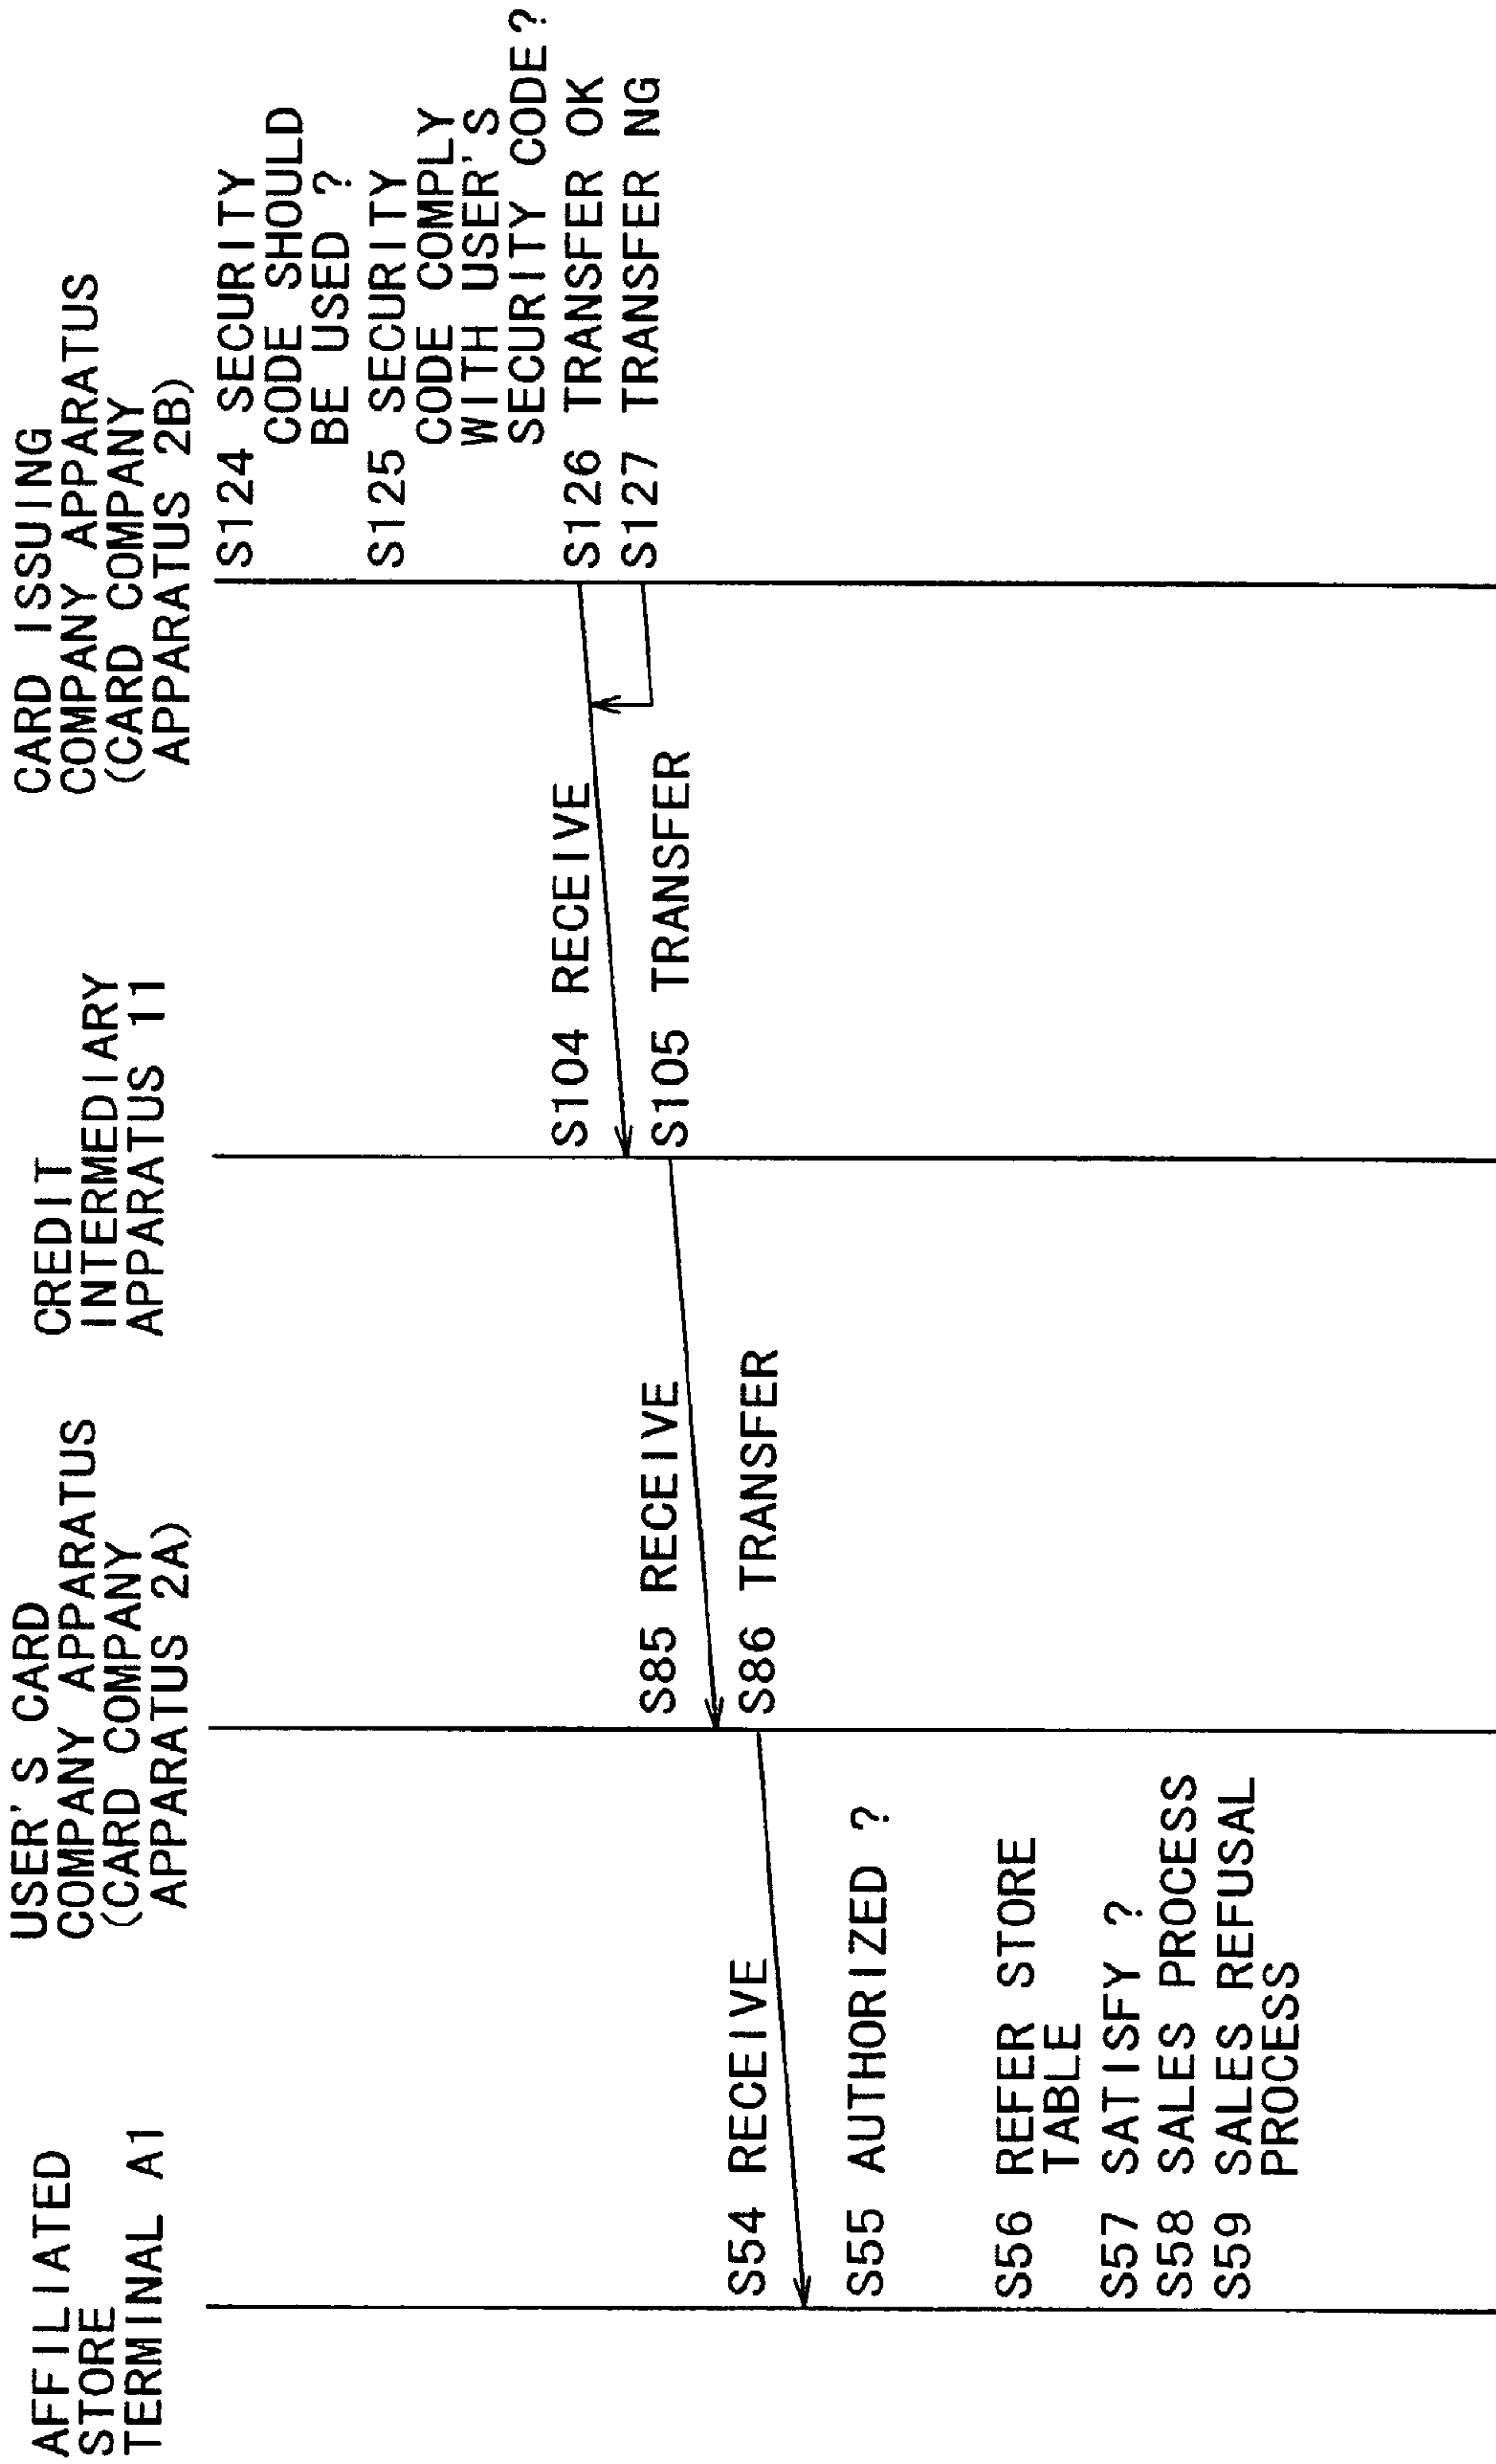 AFFILIATED
STORE
TERMINAL A1
USER'S CARD
COMPANY APPARATUS
(CARD COMPANY
APPARATUS 2A)
CREDIT
INTERMEDIARY
APPARATUS 11
CARD ISSUING
COMPANY APPARATUS
(CARD COMPANY
APPARATUS 2B)
S124 SECURITY
CODE SHOULD
BE USED ?
S125 SECURITY
CODE COMPLY
WITH USER'S
SECURITY CODE?
S126 TRANSFER OK
S127 TRANSFER NG
S104 RECEIVE
S105 TRANSFER
S85 RECEIVE
S86 TRANSFER
S54 RECEIVE
S55 AUTHORIZED ?
S56 REFER STORE
TABLE
S57 SATISFY ?
S58 SALES PROCESS
S59 SALES REFUSAL
PROCESS